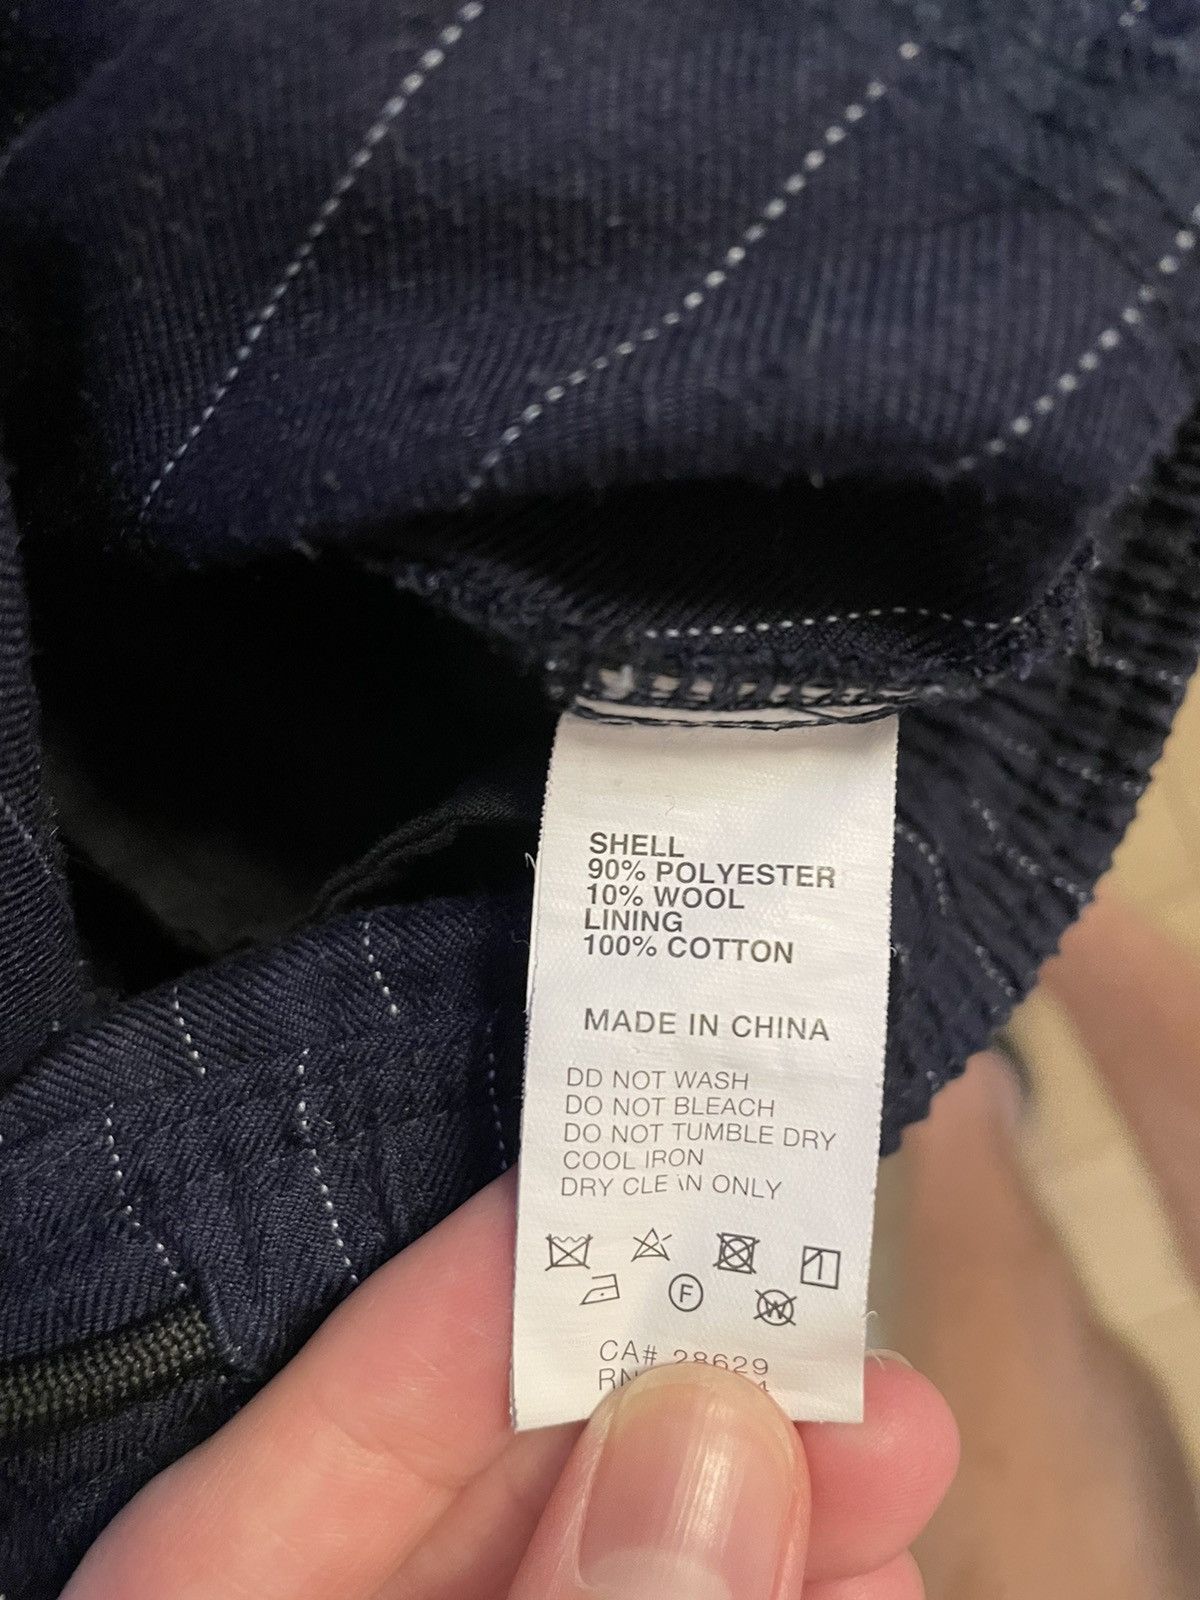 SHELL
90% POLYESTER
10% WOOL
LINING
100% COTTON
MADE IN CHINA
DD NOT WASH
DO NOT BLEACH
DO NOT TUMBLE DRY
COOL IRON
DRY CLE N ONLY
F
W
CA# 28629